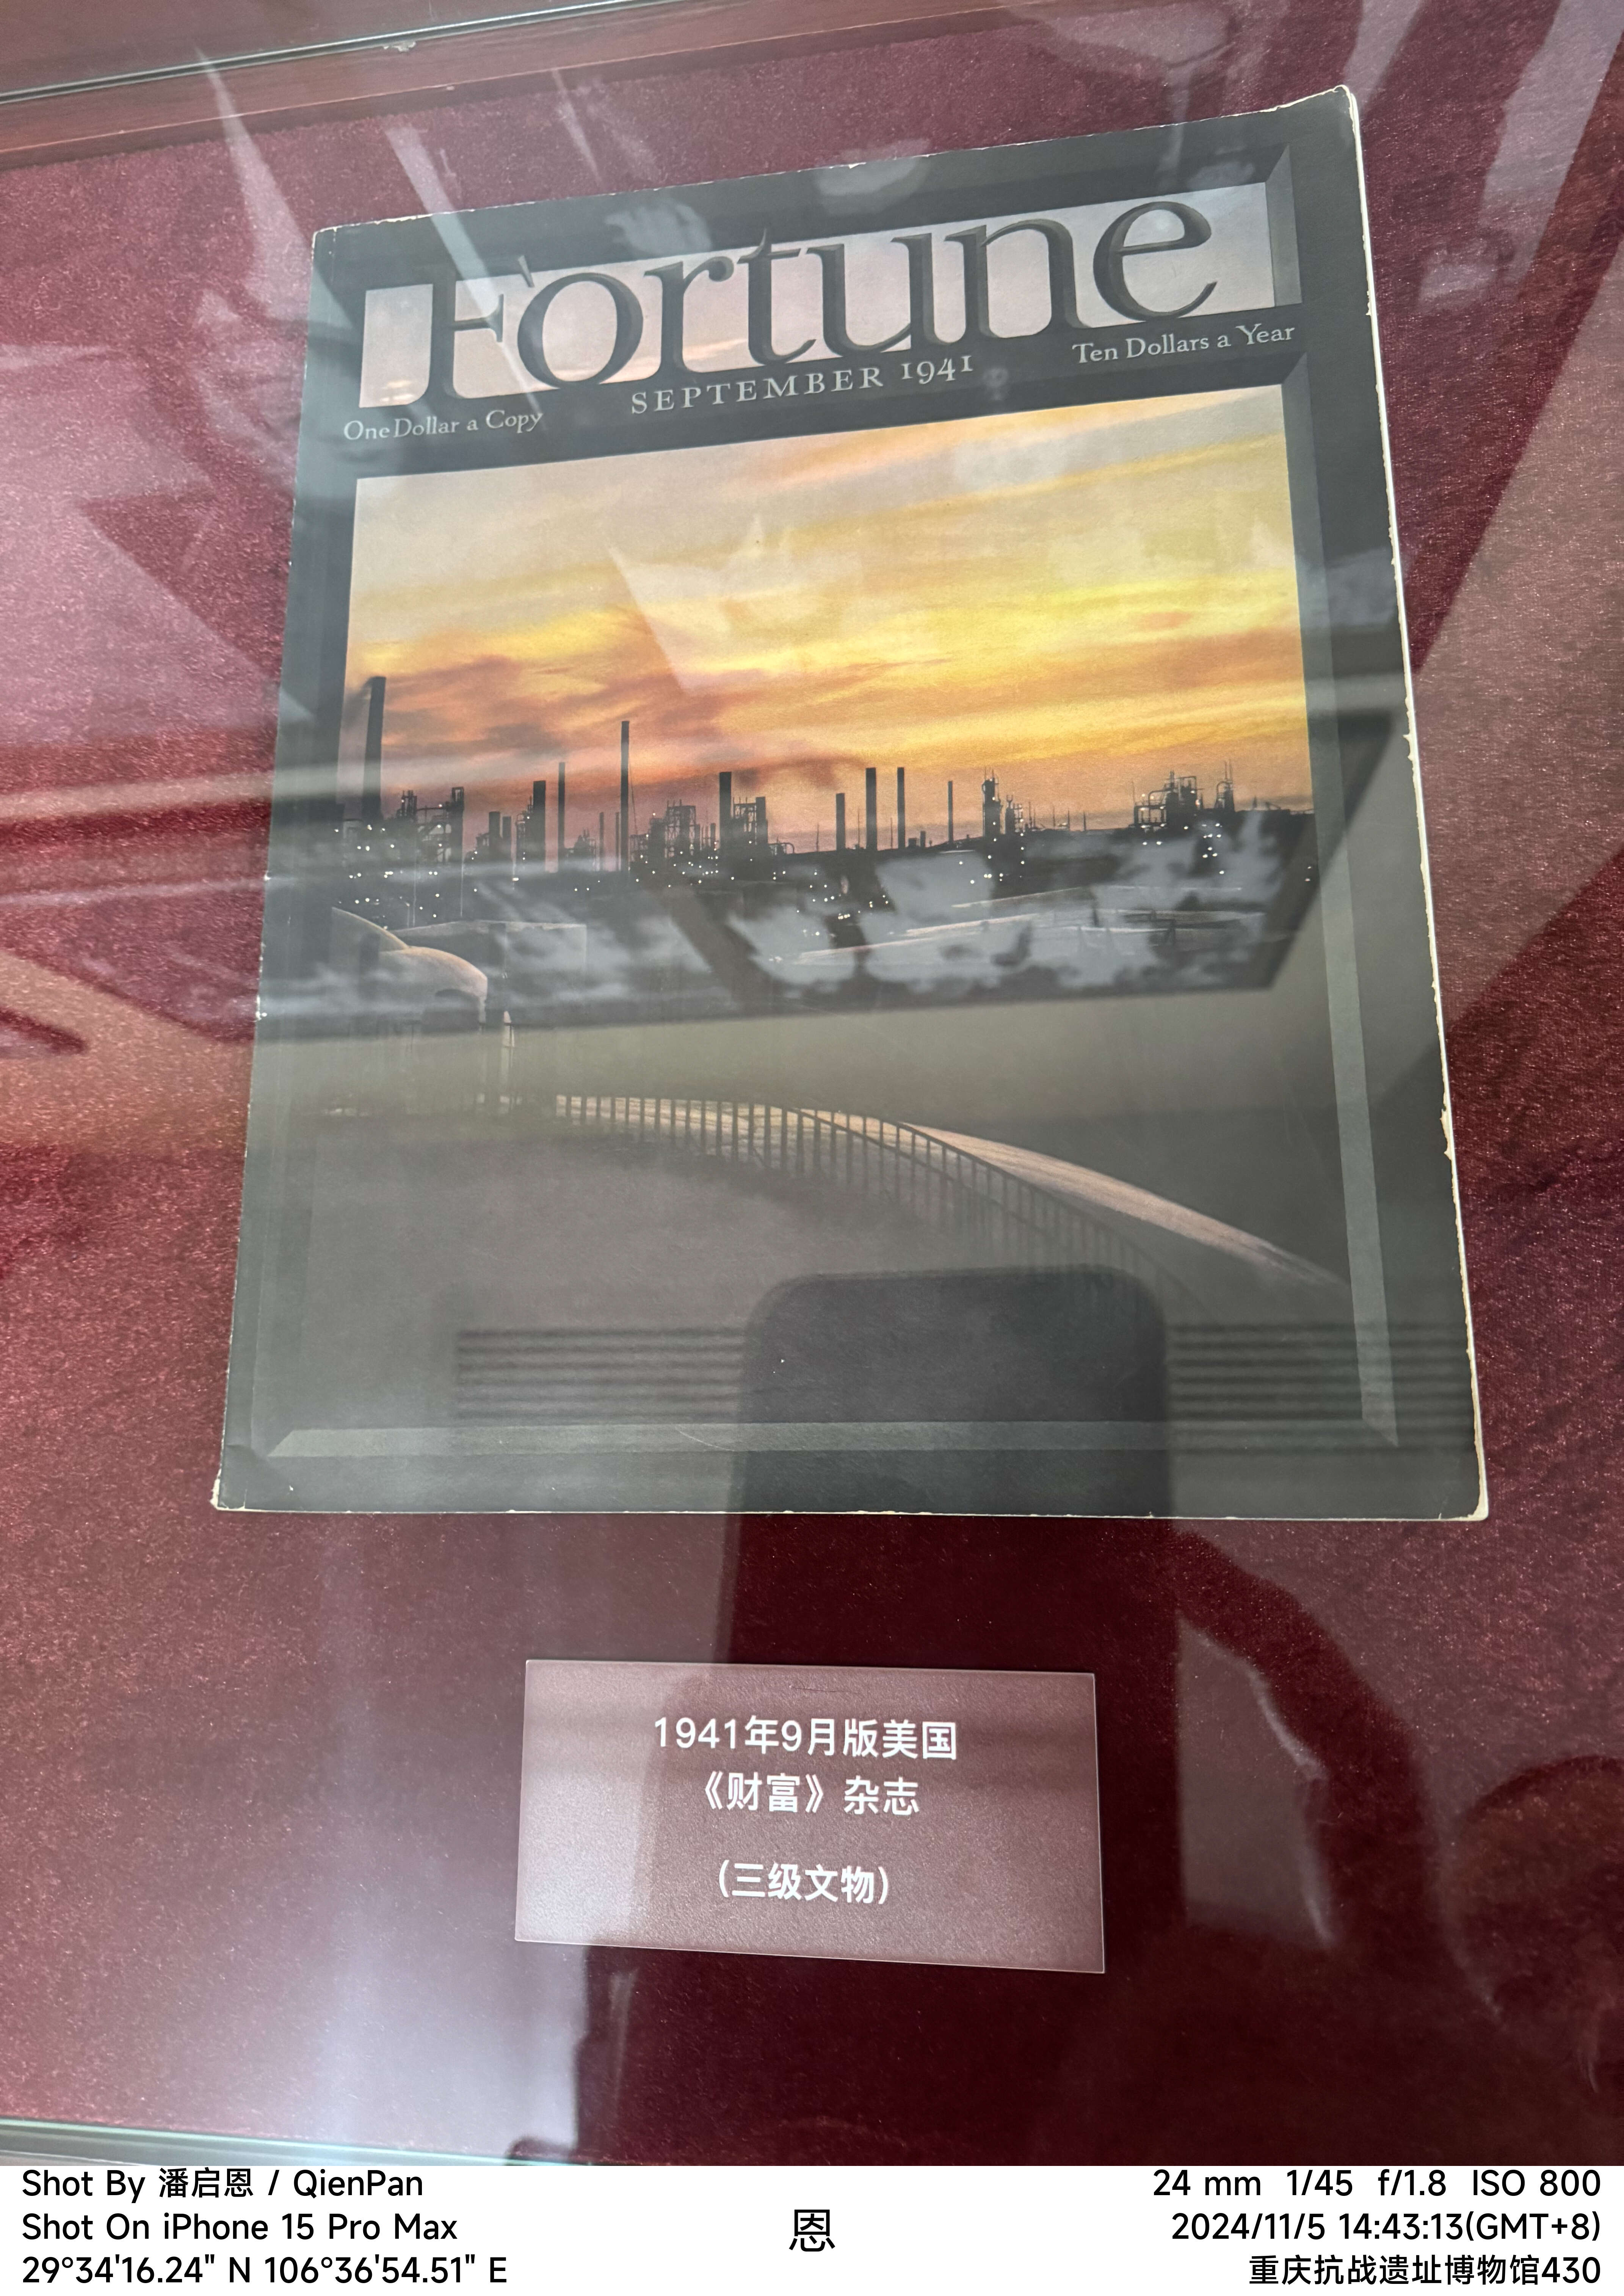 Fortune
One Dollar a Copy
SEPTEMBER 1941
Ten Dollars a Year
1941年9月版美国
《财富》杂志
(三级文物)
Shot By 潘启恩 / QienPan
Shot On iPhone 15 Pro Max
29°34'16.24" N 106°36'54.51" E
恩
24 mm 1/45 f/1.8 ISO 800
2024/11/5 14:43:13(GMT+8)
重庆抗战遗址博物馆430